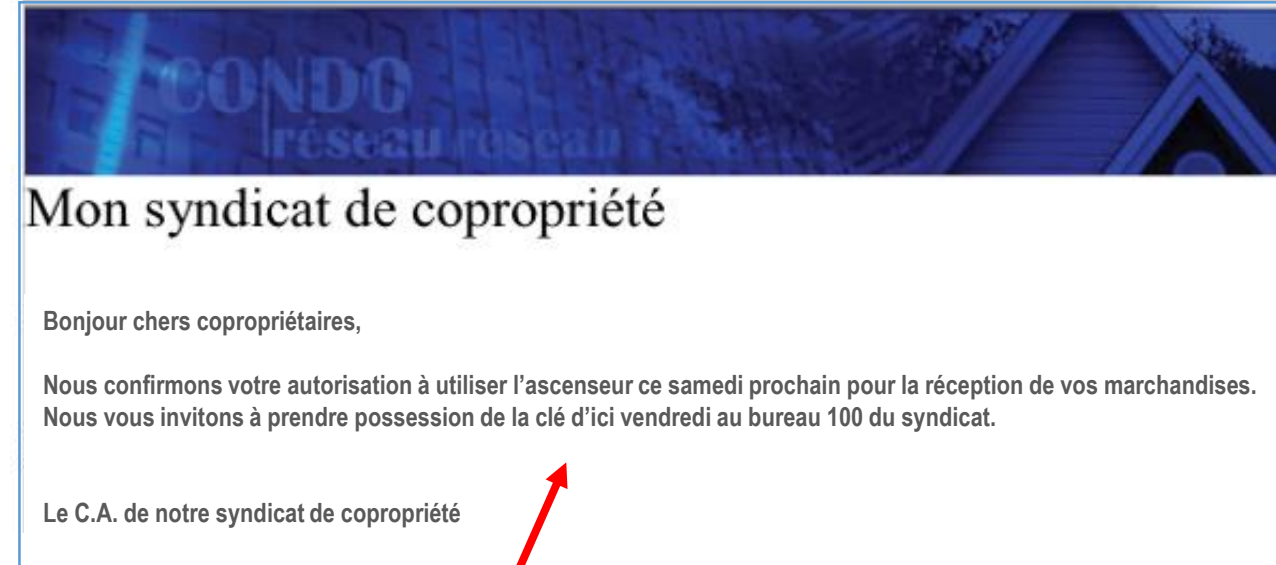 CONDO
réseau réseau
Mon syndicat de copropriété
Bonjour chers copropriétaires,
Nous confirmons votre autorisation à utiliser l’ascenseur ce samedi prochain pour la réception de vos marchandises.
Nous vous invitons à prendre possession de la clé d’ici vendredi au bureau 100 du syndicat.
Le C.A. de notre syndicat de copropriété